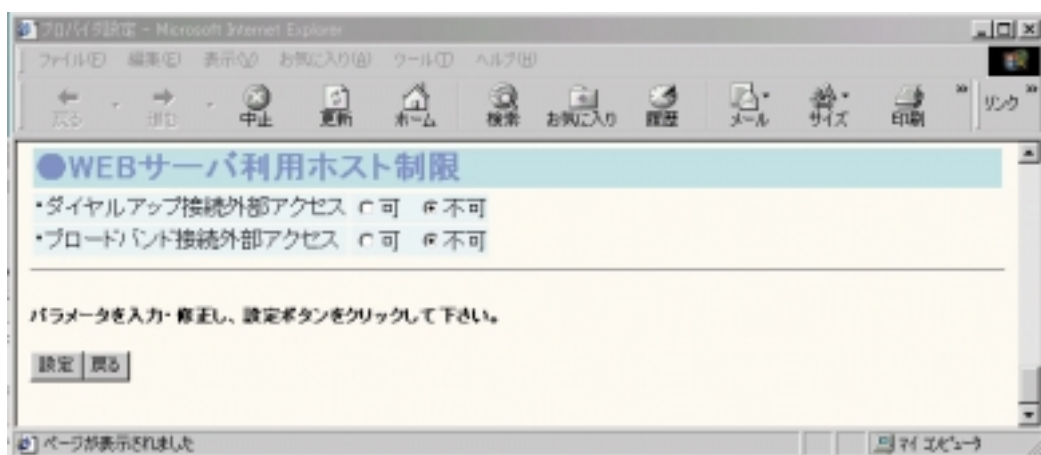 プロバイダ設定 - Microsoft Internet Explorer
ファイル(F) 編集(E) 表示(V) お気に入り(A) ツール(T) ヘルプ(H)
戻る 進む 中止 更新 ホーム 検索 お気に入り 履歴 メール サイズ 印刷 » リンク »
●WEBサーバ利用ホスト制限
・ダイヤルアップ接続外部アクセス 可 不可
・ブロードバンド接続外部アクセス 可 不可
パラメータを入力・修正し、設定ボタンをクリックして下さい。
設定 戻る
ページが表示されました マイ コンピュータ